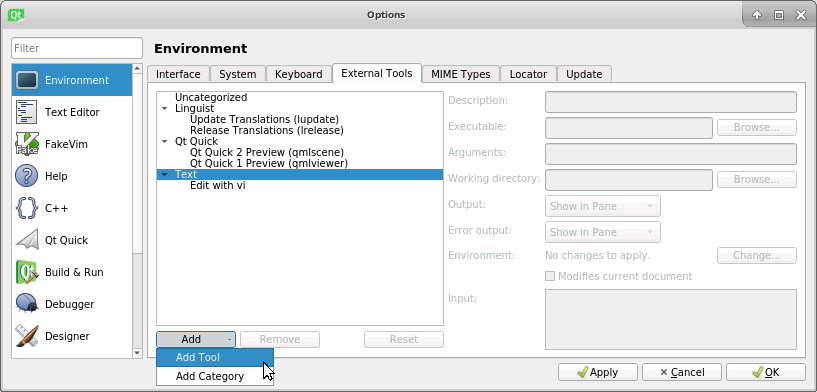 Qt
Options
Filter
Environment
Text Editor
FakeVim
Help
C++
Qt Quick
Build & Run
Debugger
Designer
Environment
Interface System Keyboard External Tools MIME Types Locator Update
Uncategorized
Linguist
Update Translations (lupdate)
Release Translations (lrelease)
Qt Quick
Qt Quick 2 Preview (qmlscene)
Qt Quick 1 Preview (qmlviewer)
Text
Edit with vi
Add Remove Reset
Add Tool
Add Category
Description:
Executable: Browse...
Arguments:
Working directory: Browse...
Output: Show in Pane
Error output: Show in Pane
Environment: No changes to apply. Change...
Modifies current document
Input:
Apply Cancel OK